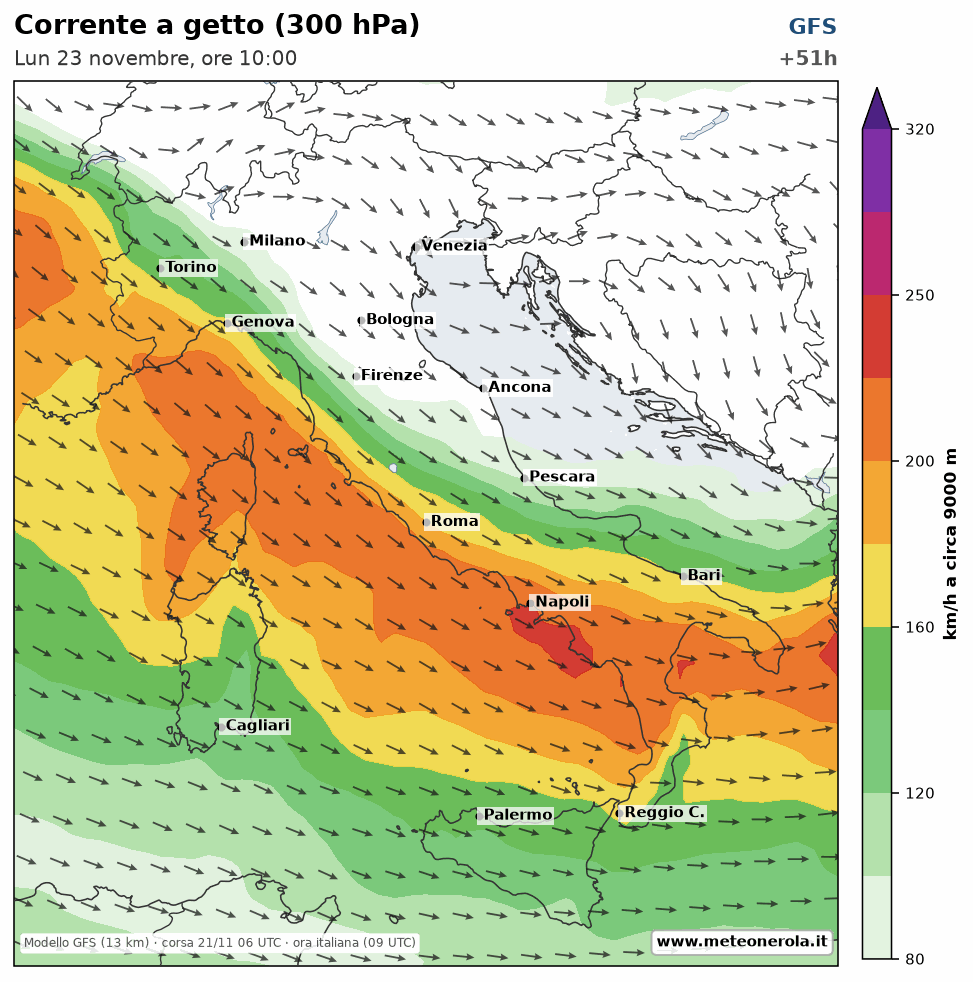 Corrente a getto (300 hPa)
GFS
Lun 23 novembre, ore 10:00
+51h
Milano
Venezia
Torino
Genova
Bologna
Firenze
Ancona
Pescara
Roma
Bari
Napoli
Cagliari
Palermo
Reggio C.
320
250
200
160
120
80
km/h a circa 9000 m
Modello GFS (13 km) · corsa 21/11 06 UTC · ora italiana (09 UTC)
www.meteonerola.it